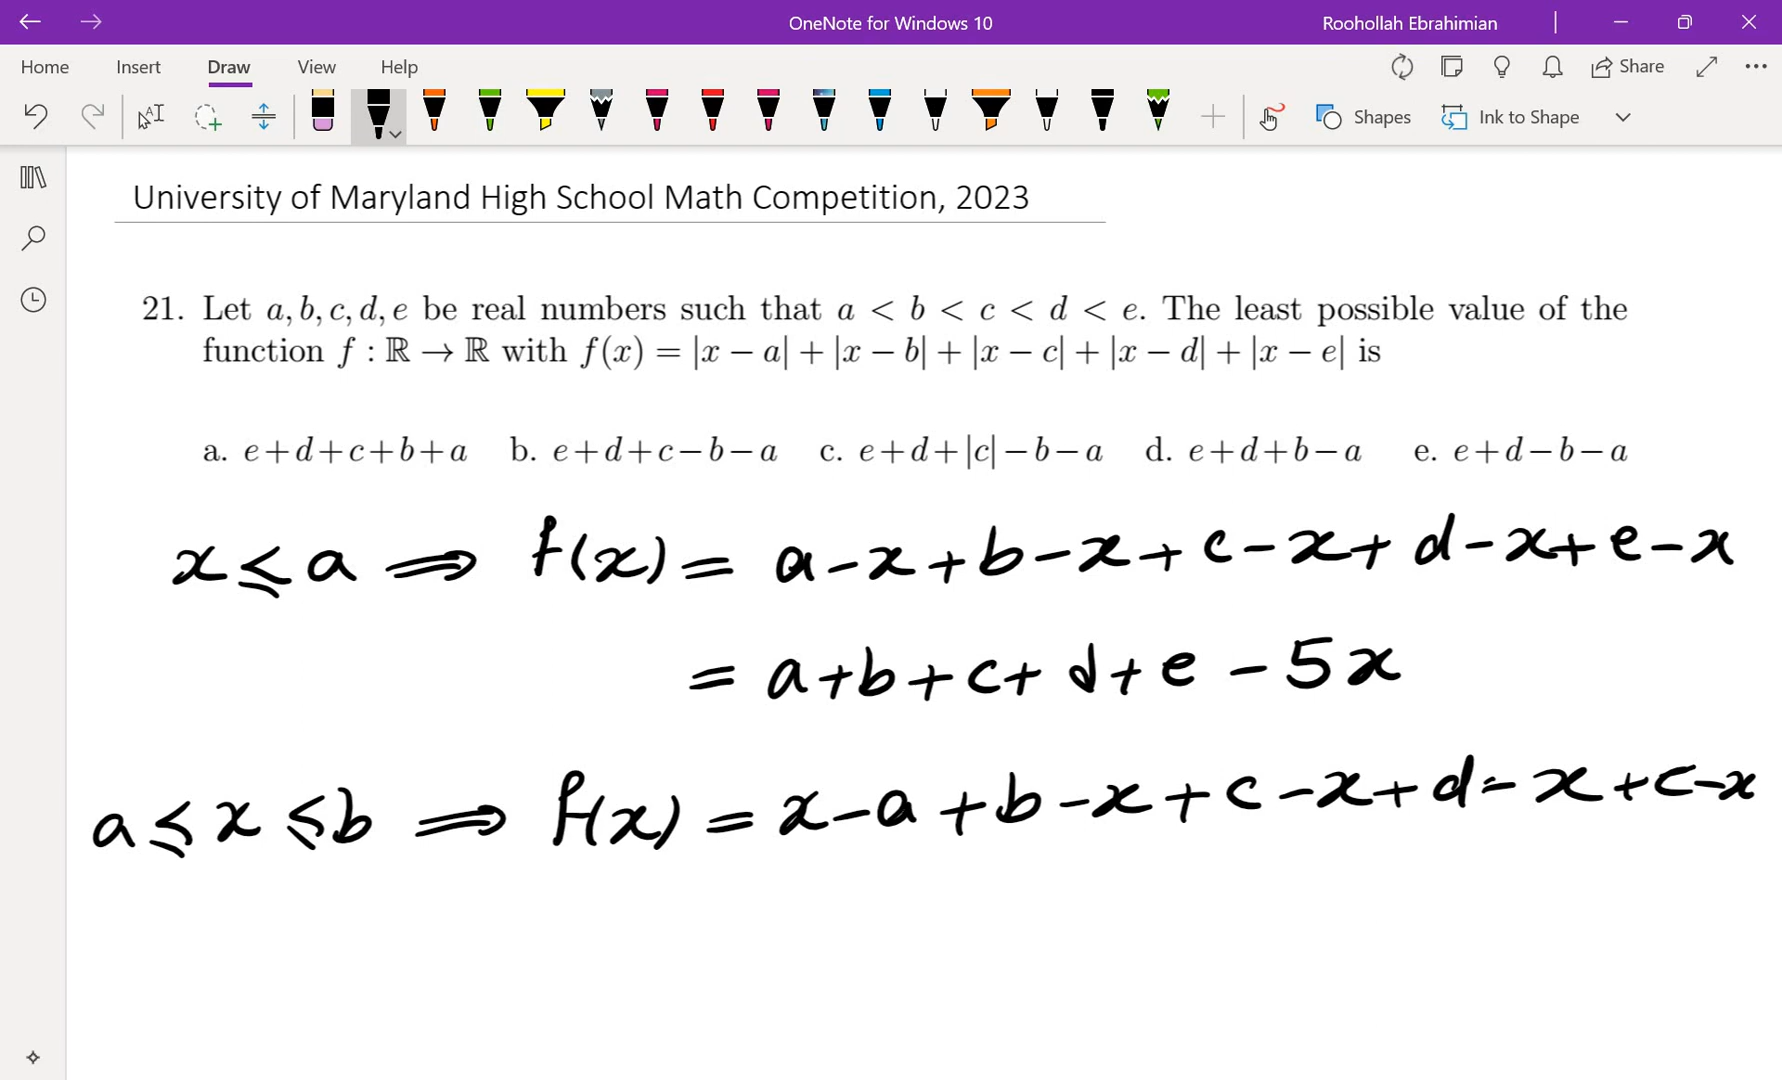 OneNote for Windows 10
Roohollah Ebrahimian
Home Insert Draw View Help
Share
Shapes
Ink to Shape
University of Maryland High School Math Competition, 2023
21. Let a, b, c, d, e be real numbers such that a < b < c < d < e. The least possible value of the
function f : ℝ → ℝ with f(x) = |x − a| + |x − b| + |x − c| + |x − d| + |x − e| is
a. e+d+c+b+a b. e+d+c−b−a c. e+d+|c|−b−a d. e+d+b−a e. e+d−b−a
x ≤ a ⟹ f(x) = a-x+b-x+c-x+d-x+e-x
= a+b+c+d+e-5x
a ≤ x ≤ b ⟹ f(x) = x-a+b-x+c-x+d-x+c-x